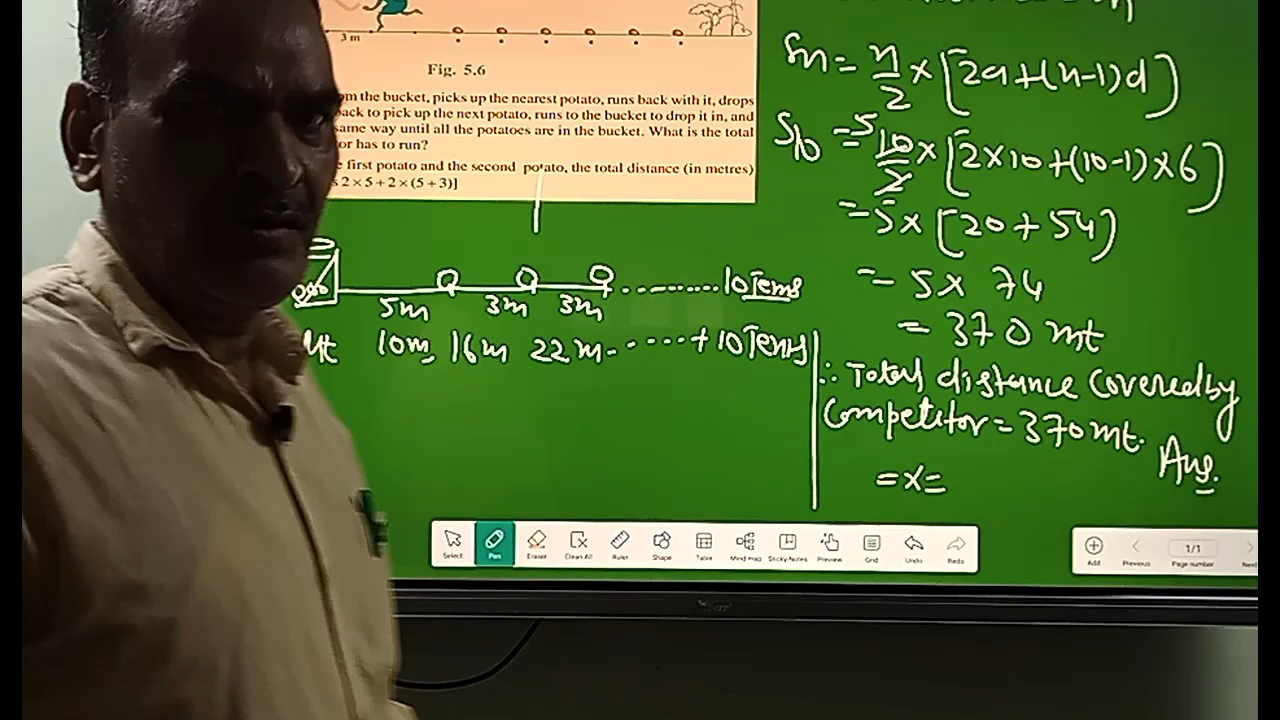 3 m
Fig. 5.6
om the bucket, picks up the nearest potato, runs back with it, drops
ack to pick up the next potato, runs to the bucket to drop it in, and
same way until all the potatoes are in the bucket. What is the total
or has to run?
first potato and the second potato, the total distance (in metres)
2 × 5 + 2 × (5 + 3)]
5m 3m 3m ......... 10 Terms
Mt 10m, 16m 22m ...... + 10 Terms
Sn = n/2 × [2a + (n-1)d]
S10 = 5 10/2 × [2×10 + (10-1)×6]
= 5 × [20 + 54]
= 5 × 74
= 370 mt
∴ Total distance covered by
Competitor = 370 mt.
Ans.
= x =
Select Pen Eraser Clean All Ruler Shape Table Mind map Sticky-Notes Preview Grid Undo Redo
Add Previous 1/1 Page number Next